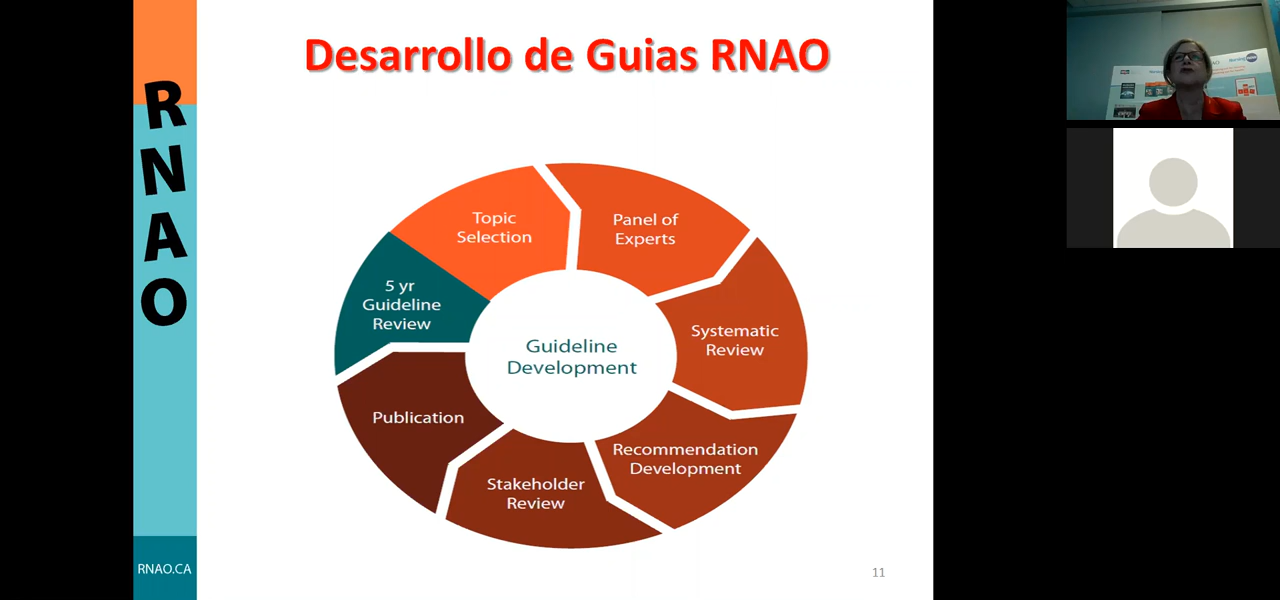 Desarrollo de Guias RNAO
RNAO
Topic
Selection
Panel of
Experts
Systematic
Review
Recommendation
Development
Stakeholder
Review
Publication
5 yr
Guideline
Review
Guideline
Development
RNAO.CA
11